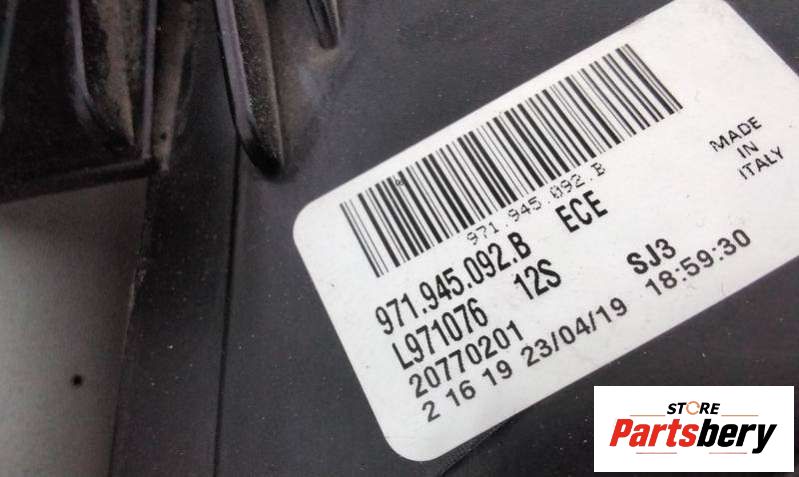 971.945.092.B
971.945.092.B ECE
L971076 12S SJ3
20770201
2 16 19 23/04/19 18:59:30
MADE
IN
ITALY
STORE
Partsbery